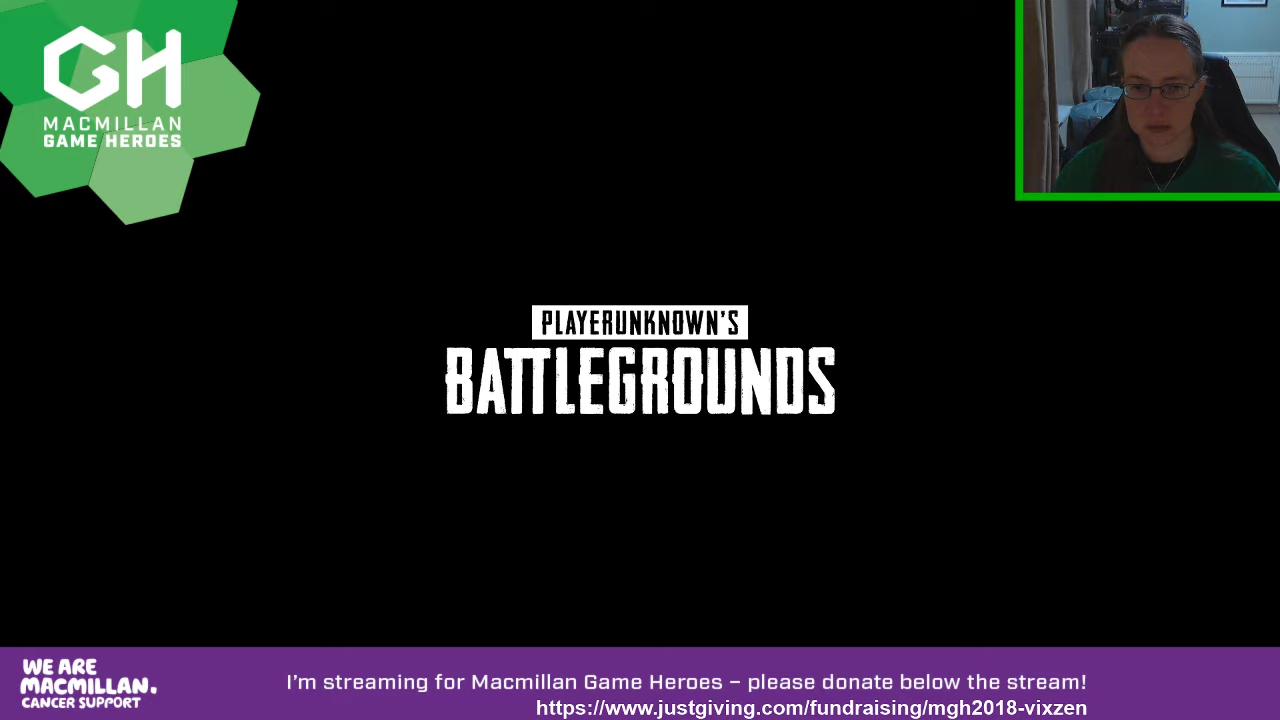 GH
MACMILLAN
GAME HEROES
PLAYERUNKNOWN'S
BATTLEGROUNDS
WE ARE
MACMILLAN.
CANCER SUPPORT
I'm streaming for Macmillan Game Heroes – please donate below the stream!
https://www.justgiving.com/fundraising/mgh2018-vixzen